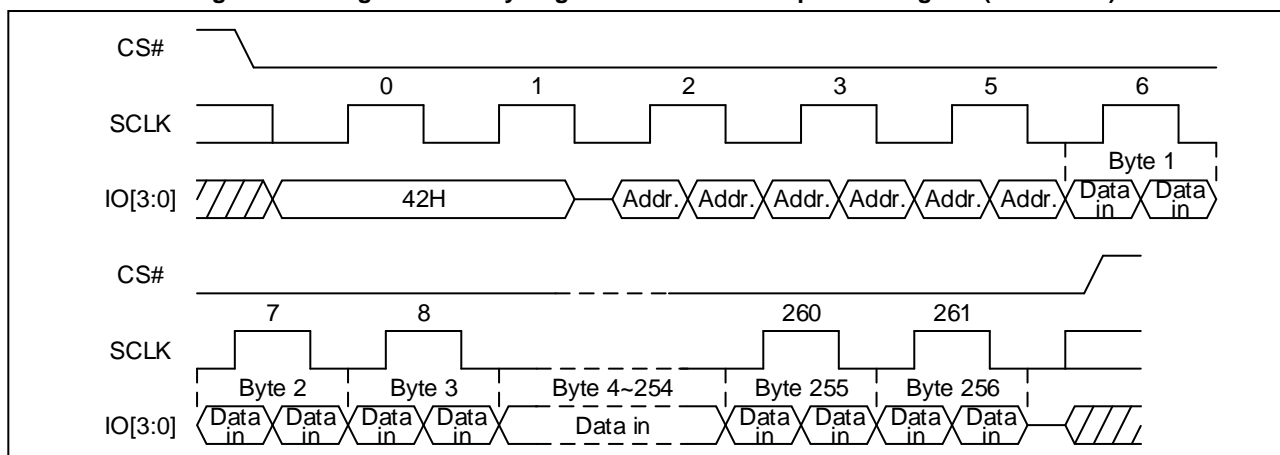 CS#
0 1 2 3 5 6
SCLK
Byte 1
IO[3:0] 42H Addr. Addr. Addr. Addr. Addr. Addr. Data in Data in
CS#
7 8 260 261
SCLK
Byte 2 Byte 3 Byte 4~254 Byte 255 Byte 256
IO[3:0] Data in Data in Data in Data in Data in Data in Data in Data in Data in